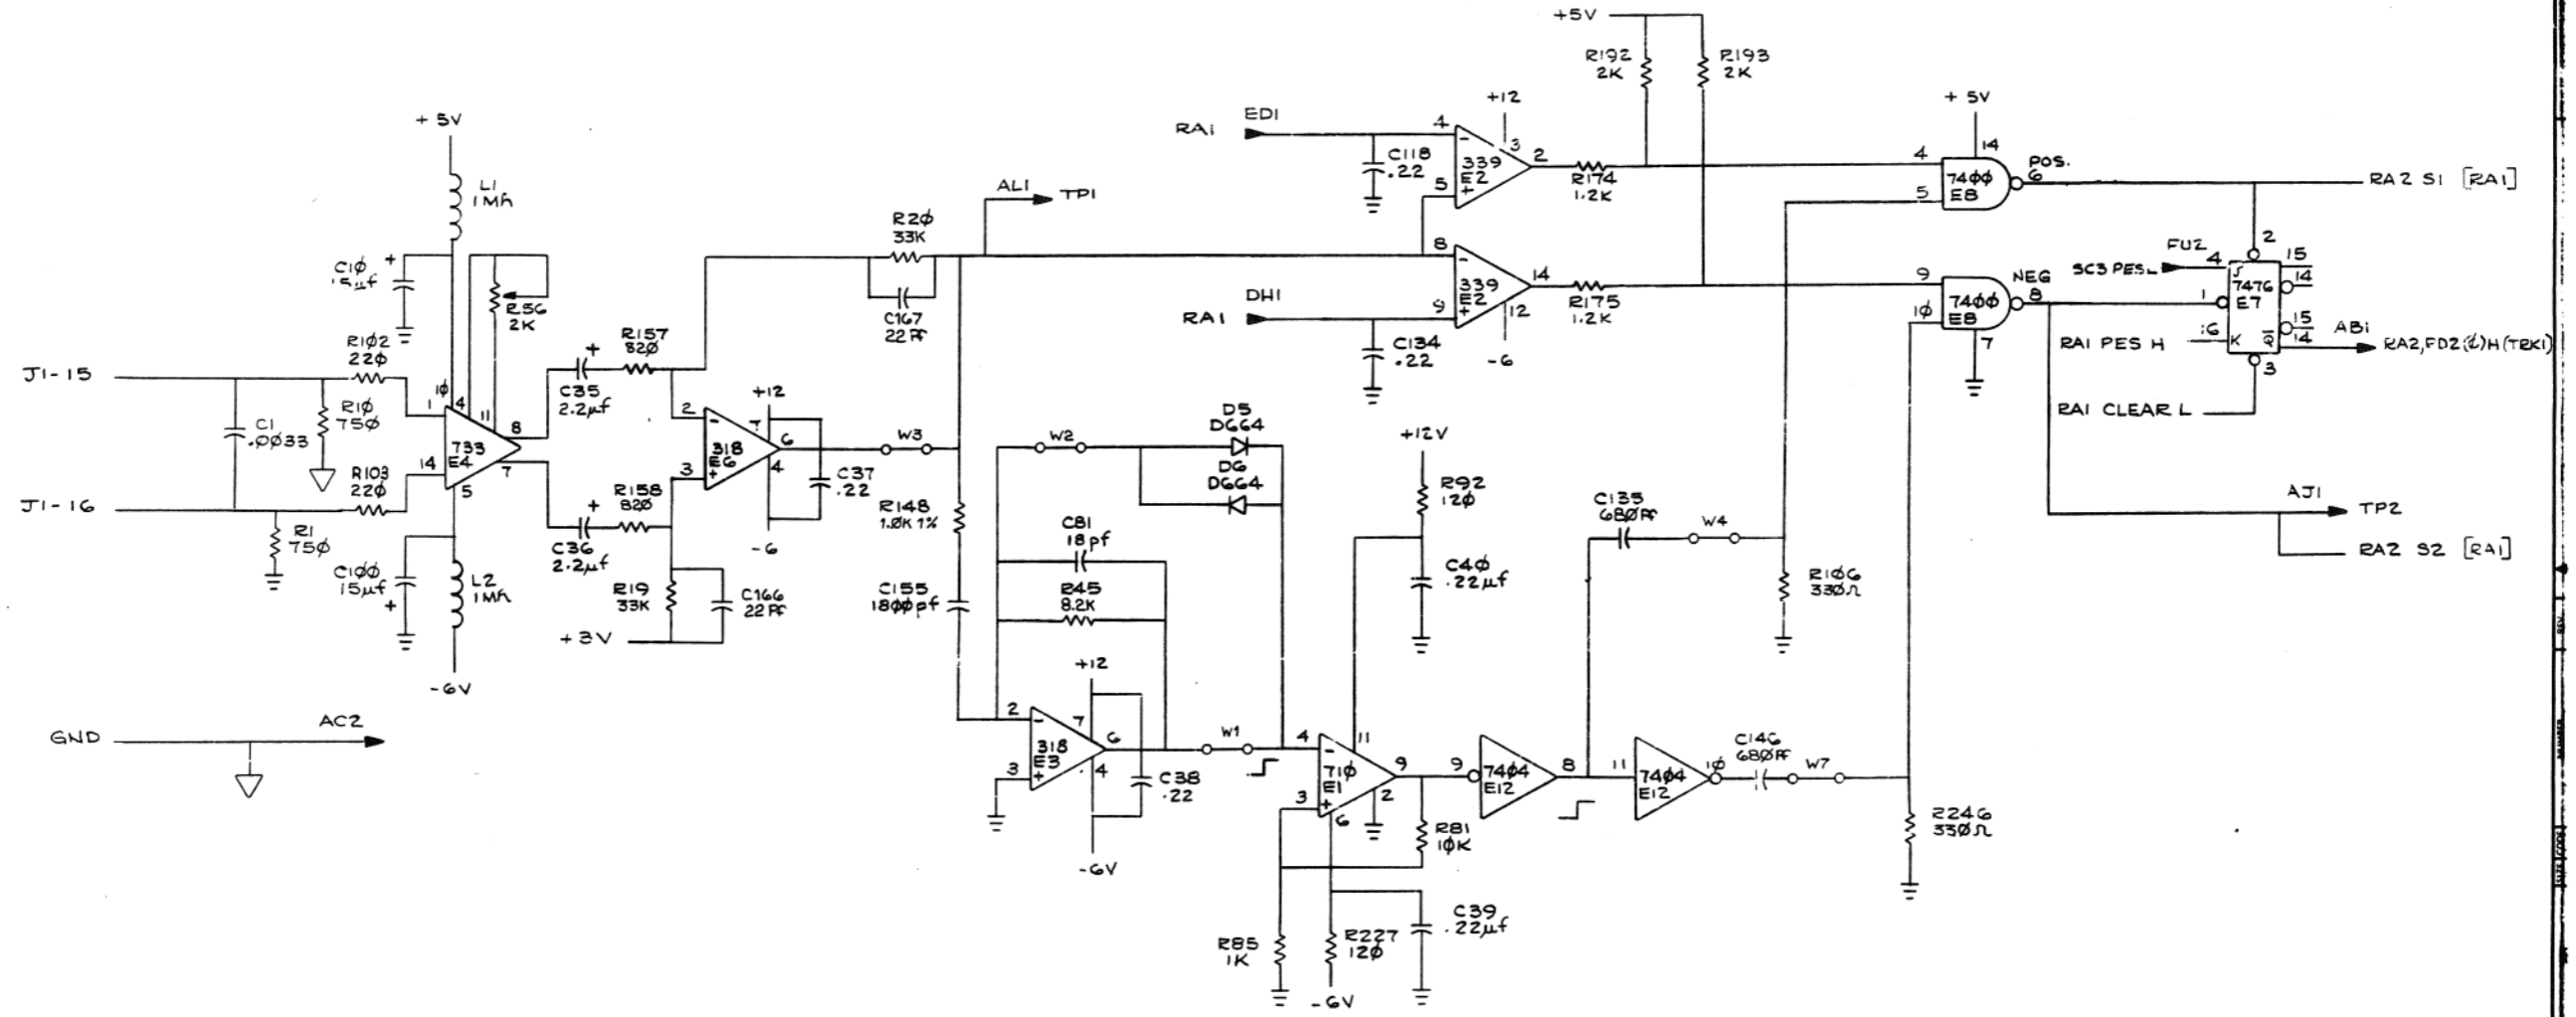 +5V
R192
2K
R193
2K
+12
+5V
RA1
ED1
4
3
14
C118
.22
339
E2
2
R174
1.2K
4
7400
E8
POS.
6
RA2 S1 [RA1]
5
5
+5V
L1
1Mh
AL1
TP1
R20
33K
8
FU2
2
SC3 PESL
4
J
15
14
C10
15µf
+
R56
2K
C167
22Pf
DH1
RA1
9
339
E2
14
R175
1.2K
12
-6
9
7400
E8
NEG
8
10
7
1
7476
E7
15
AB1
RA1 PES H
16
K
Q
14
RA2, FD2(¢)H (TRK1)
3
RA1 CLEAR L
C134
.22
J1-15
R102
220
10
4
1
11
C1
.0033
R10
750
733
E4
8
7
C35
2.2µf
+
R157
820
2
+12
7
318
E6
6
W3
3
4
-6
C37
.22
14
5
R103
220
J1-16
R1
750
C36
2.2µf
+
R158
820
R19
33K
C166
22Pf
+3V
C100
15µf
+
L2
1Mh
-6V
GND
AC2
R148
1.0K 1%
C155
1800pf
W2
D5
D664
D6
D664
C81
18pf
R45
8.2K
+12V
R92
120
C40
.22µf
C135
680Pf
W4
R106
330Ω
AJ1
TP2
RA2 S2 [RA1]
+12
2
7
318
E3
6
3
4
C38
.22
-6V
W1
4
11
710
E1
9
3
6
2
9
7404
E12
8
11
7404
E12
10
C146
680Pf
W7
R246
330Ω
R81
10K
R85
1K
R227
120
C39
.22µf
-6V